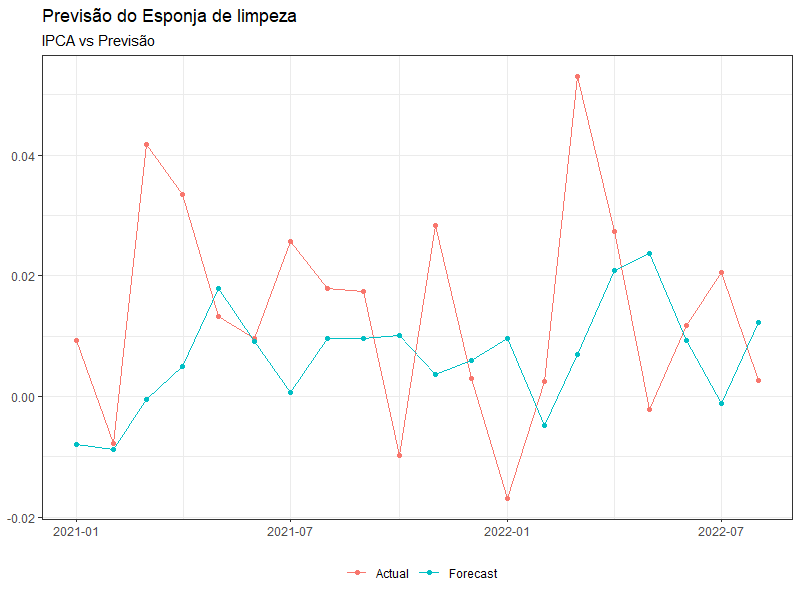 Previsão do Esponja de limpeza
IPCA vs Previsão
0.04
0.02
0.00
-0.02
2021-01 2021-07 2022-01 2022-07
Actual Forecast